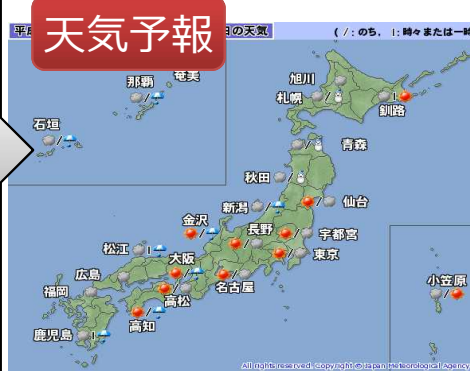 天気予報
平
日の天気
( / : のち, I: 時々または一時
奄美
那覇
石垣
旭川
札幌
釧路
青森
秋田
仙台
新潟
金沢
長野
宇都宮
東京
松江
大阪
名古屋
広島
福岡
高松
小笠原
鹿児島
高知
All rights reserved. Copyright © Japan Meteorological Agency